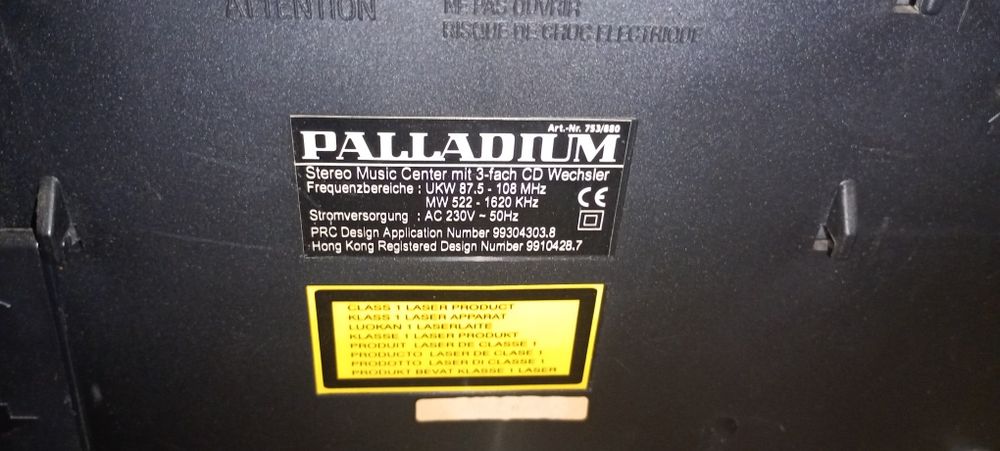 ATTENTION
NE PAS OUVRIR
RISQUE DE CHOC ELECTRIQUE
Art.-Nr. 753/880
PALLADIUM
Stereo Music Center mit 3-fach CD Wechsler
Frequenzbereiche : UKW 87.5 - 108 MHz
MW 522 - 1620 KHz
Stromversorgung : AC 230V ~ 50Hz
CE
PRC Design Application Number 99304303.8
Hong Kong Registered Design Number 9910428.7
CLASS 1 LASER PRODUCT
KLASS 1 LASER APPARAT
LUOKAN 1 LASERLAITE
KLASSE 1 LASER PRODUKT
PRODUIT LASER DE CLASSE 1
PRODUCTO LASER DE CLASE 1
PRODOTTO LASER DI CLASSE 1
PRODUKT BEVAT KLASSE 1 LASER